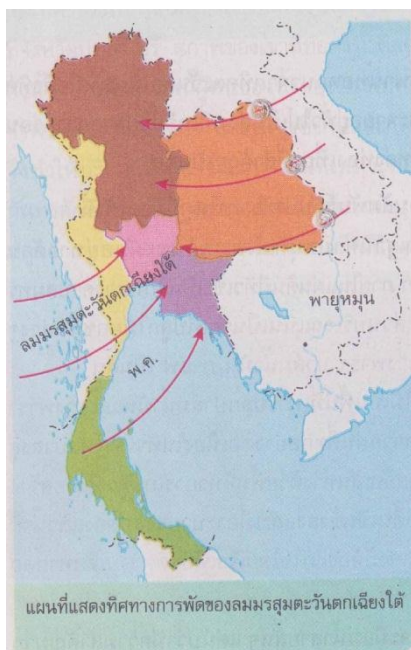 ลมมรสุมตะวันตกเฉียงใต้
พ.ค.
พายุหมุน
แผนที่แสดงทิศทางการพัดของลมมรสุมตะวันตกเฉียงใต้